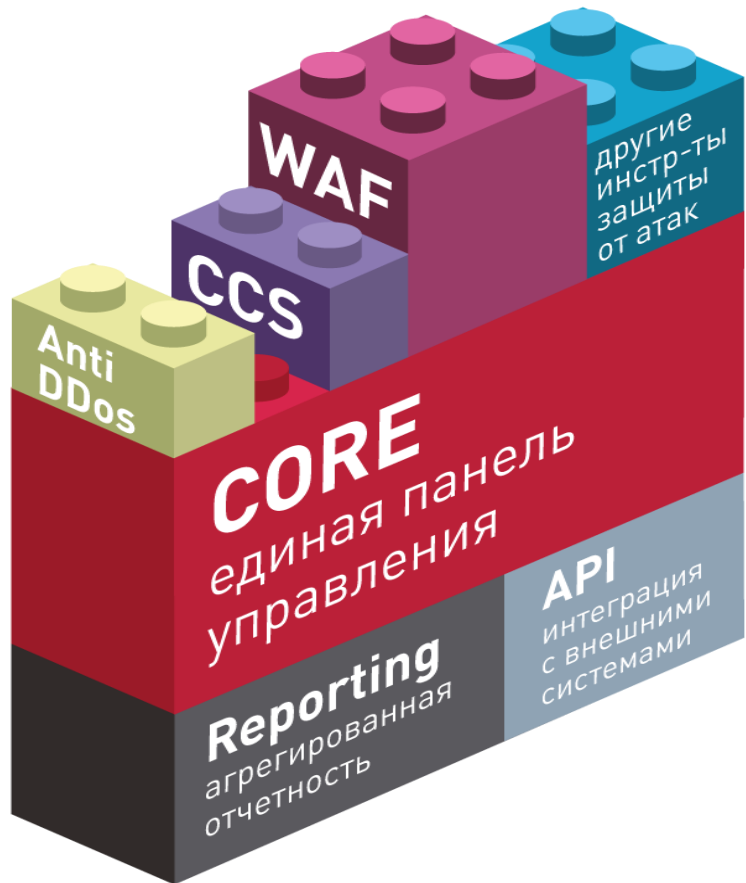 WAF
другие
инстр-ты
защиты
от атак
CCS
Anti
DDos
CORE
единая панель
управления
API
интеграция
с внешними
системами
Reporting
агрегированная
отчетность